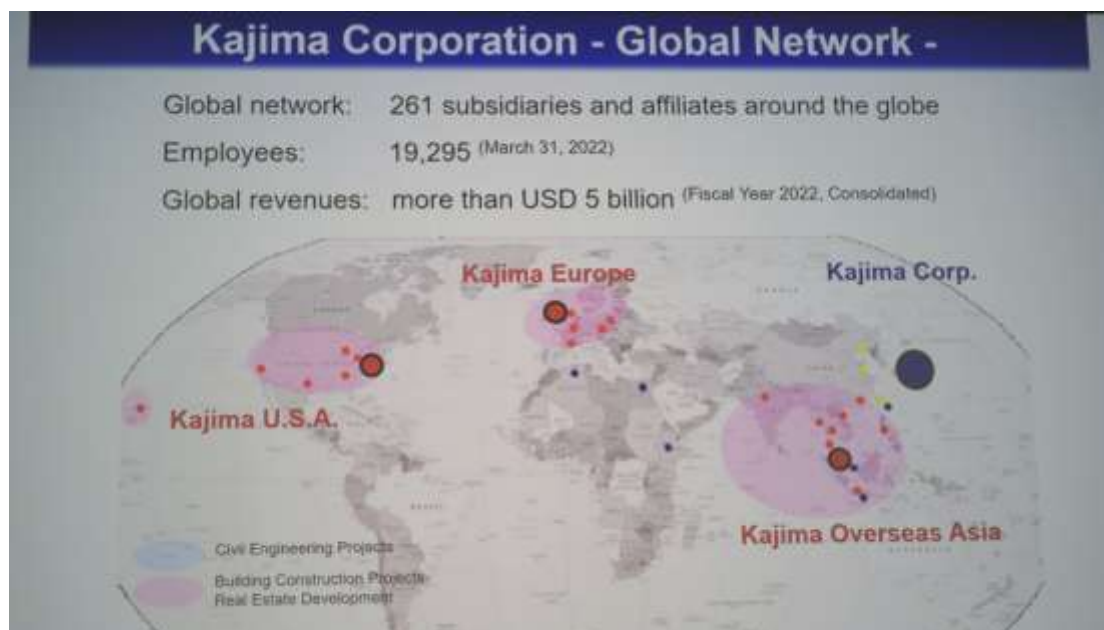 Kajima Corporation - Global Network -
Global network: 261 subsidiaries and affiliates around the globe
Employees: 19,295 (March 31, 2022)
Global revenues: more than USD 5 billion (Fiscal Year 2022, Consolidated)
Kajima Europe
Kajima Corp.
Kajima U.S.A.
Kajima Overseas Asia
Civil Engineering Projects
Building Construction Projects
Real Estate Development